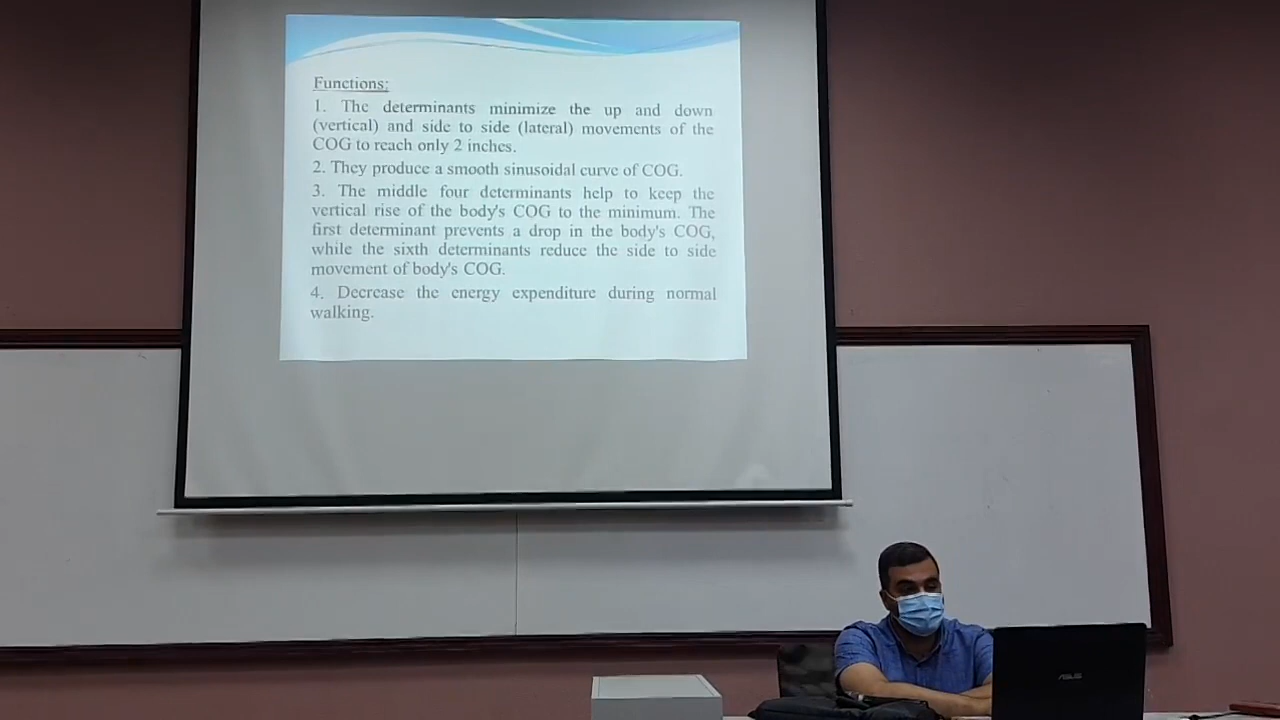 Functions:
1. The determinants minimize the up and down
(vertical) and side to side (lateral) movements of the
COG to reach only 2 inches.
2. They produce a smooth sinusoidal curve of COG.
3. The middle four determinants help to keep the
vertical rise of the body's COG to the minimum. The
first determinant prevents a drop in the body's COG,
while the sixth determinants reduce the side to side
movement of body's COG.
4. Decrease the energy expenditure during normal
walking.
ASUS